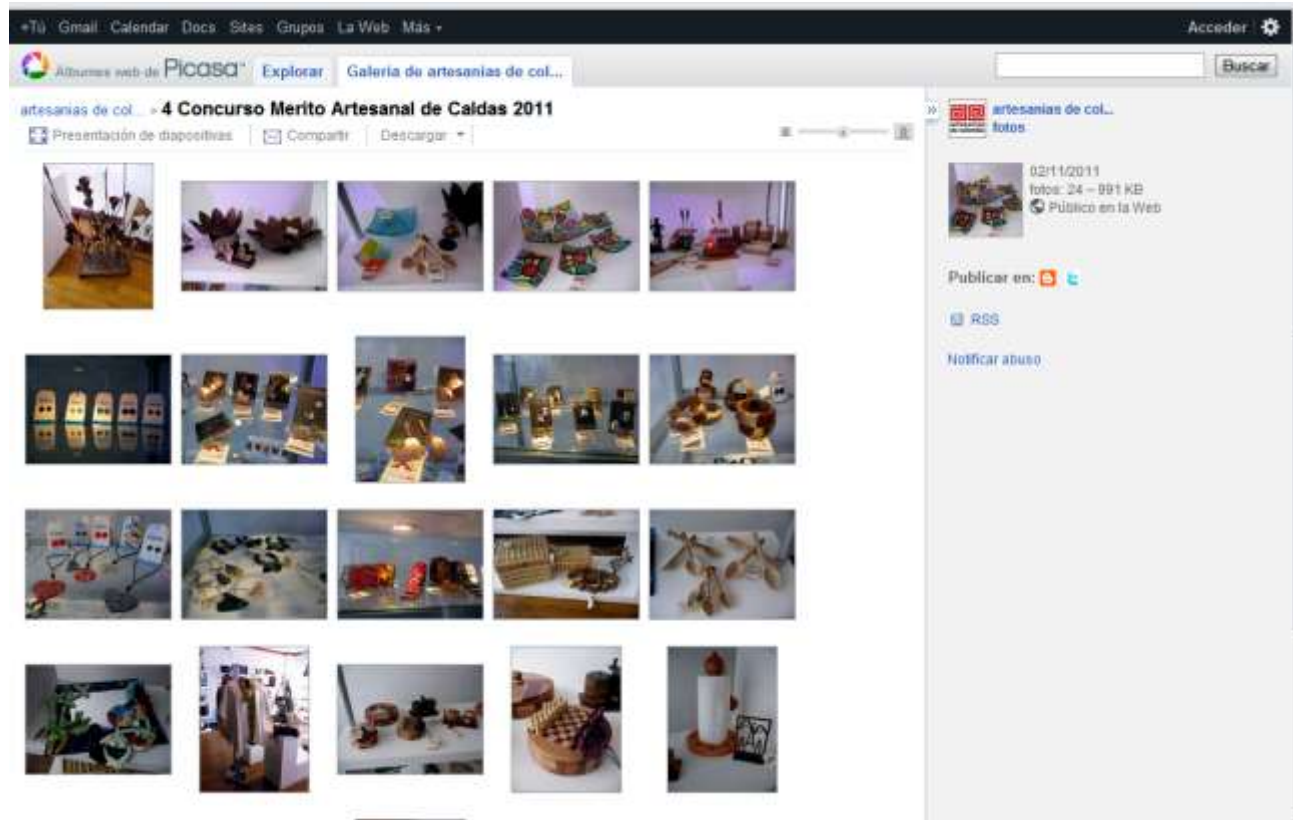 +Tú Gmail Calendar Docs Sites Grupos La Web Más
Acceder
Álbumes web de Picasa™ Explorar Galería de artesanias de col... Buscar
artesanias de col... » 4 Concurso Merito Artesanal de Caldas 2011
Presentación de diapositivas Compartir Descargar
artesanias de col...
fotos
02/11/2011
fotos: 24 – 991 KB
Público en la Web
Publicar en:
RSS
Notificar abuso